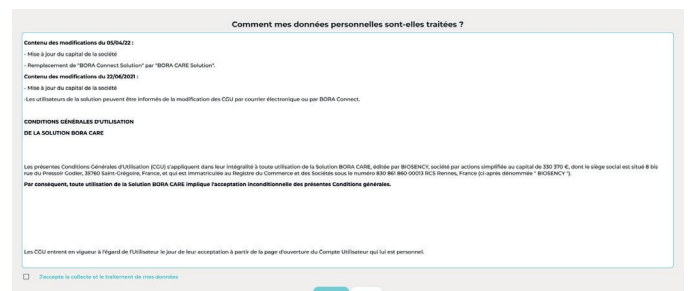 Comment mes données personnelles sont-elles traitées ?
Contenu des modifications du 05/04/22 :
- Mise à jour du capital de la société
- Remplacement de "BORA Connect Solution" par "BORA CARE Solution".
Contenu des modifications du 22/06/2021 :
- Mise à jour du capital de la société
-Les utilisateurs de la solution peuvent être informés de la modification des CGU par courrier électronique ou par BORA Connect.
CONDITIONS GÉNÉRALES D'UTILISATION
DE LA SOLUTION BORA CARE
Les présentes Conditions Générales d'Utilisation (CGU) s'appliquent dans leur intégralité à toute utilisation de la Solution BORA CARE, éditée par BIOSENCY, société par actions simplifiée au capital de 330 370 €, dont le siège social est situé 8 bis
rue du Pressoir Godier, 35760 Saint-Grégoire, France, et qui est immatriculée au Registre du Commerce et des Sociétés sous le numéro 830 861 860 00013 RCS Rennes, France (ci-après dénommée " BIOSENCY ").
Par conséquent, toute utilisation de la Solution BORA CARE implique l'acceptation inconditionnelle des présentes Conditions générales.
Les CGU entrent en vigueur à l'égard de l'Utilisateur le jour de leur acceptation à partir de la page d'ouverture du Compte Utilisateur qui lui est personnel.
J'accepte la collecte et le traitement de mes données